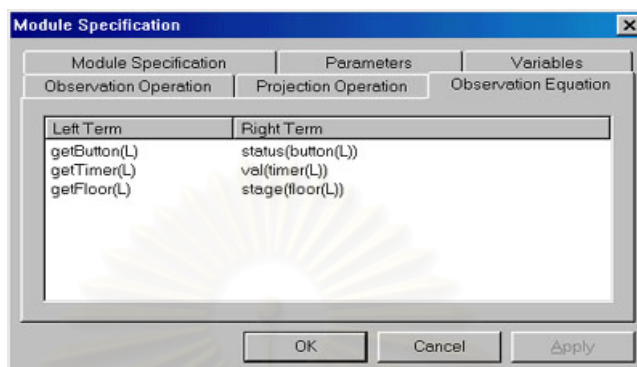 Module Specification
Module Specification Parameters Variables
Observation Operation Projection Operation Observation Equation
Left Term Right Term
getButton(L) status(button(L))
getTimer(L) val(timer(L))
getFloor(L) stage(floor(L))
OK Cancel Apply